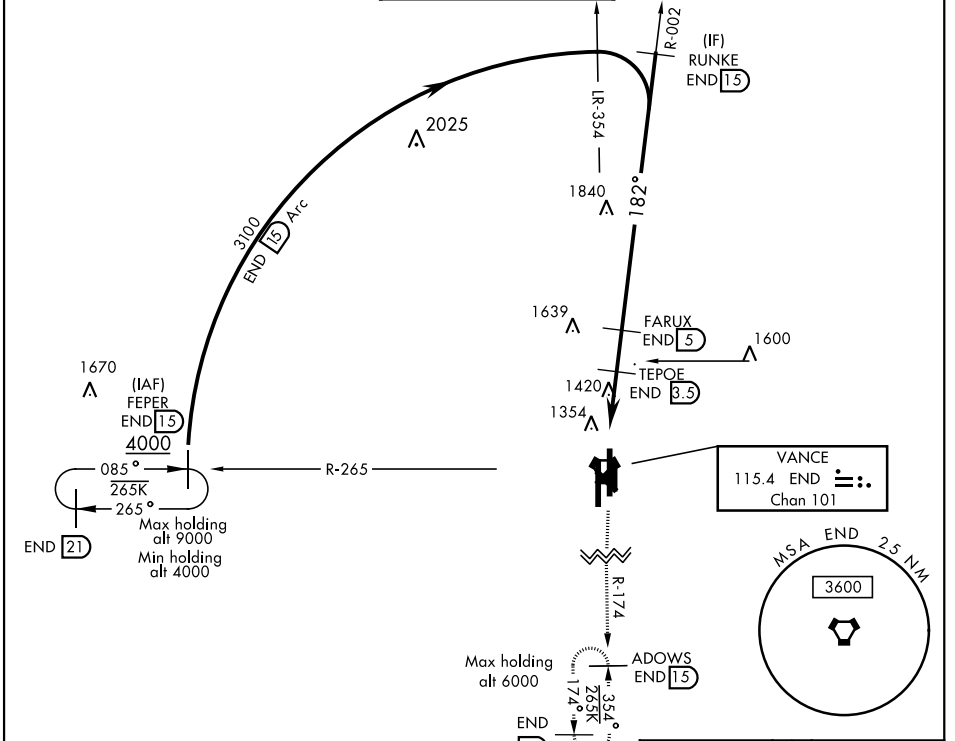 R-002
(IF)
RUNKE
END 15
LR-354
2025
1840
182°
3100
END 15 Arc
1639
FARUX
END 5
1600
TEPOE
END 3.5
1420
1354
1670
(IAF)
FEPER
END 15
4000
085°
265K
265°
R-265
END 21
Max holding
alt 9000
Min holding
alt 4000
VANCE
115.4 END
Chan 101
MSA END 25 NM
3600
R-174
ADOWS
END 15
Max holding
alt 6000
174°
265K
354°
END